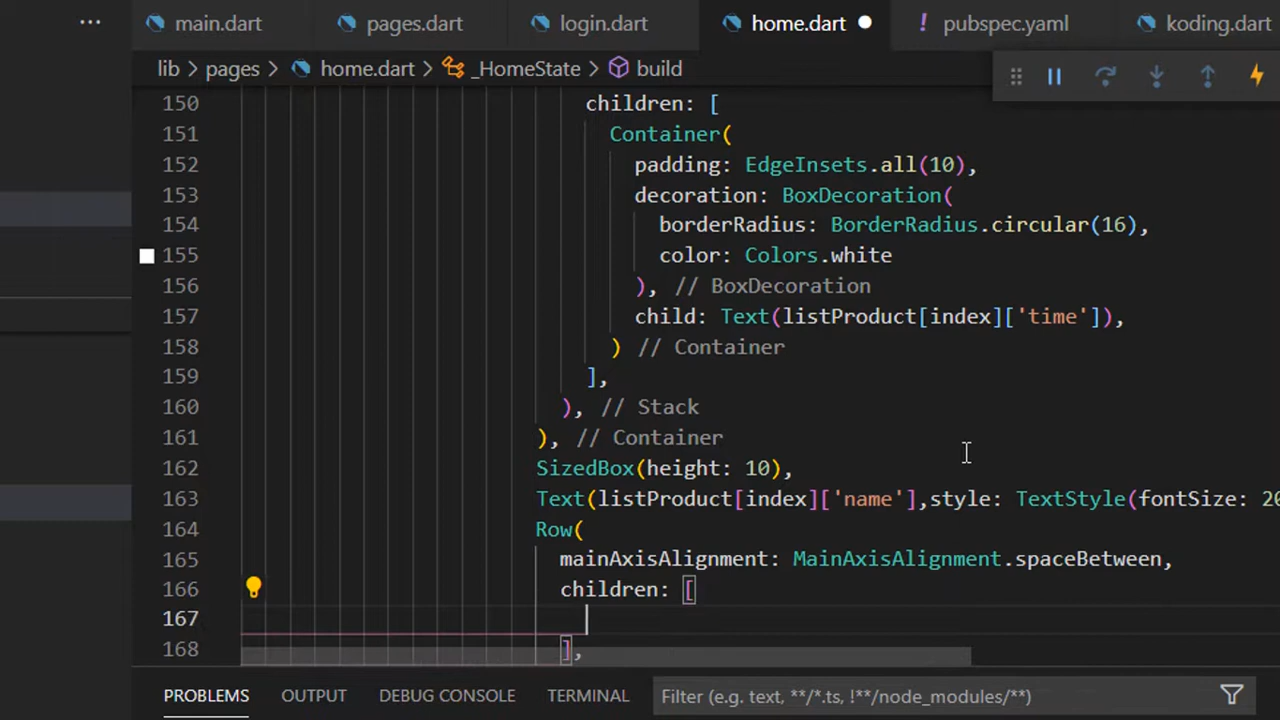 main.dart pages.dart login.dart home.dart ● ! pubspec.yaml koding.dart
lib > pages > home.dart > _HomeState > build
150 children: [
151 Container(
152 padding: EdgeInsets.all(10),
153 decoration: BoxDecoration(
154 borderRadius: BorderRadius.circular(16),
155 color: Colors.white
156 ), // BoxDecoration
157 child: Text(listProduct[index]['time']),
158 ) // Container
159 ],
160 ), // Stack
161 ), // Container
162 SizedBox(height: 10),
163 Text(listProduct[index]['name'],style: TextStyle(fontSize: 20
164 Row(
165 mainAxisAlignment: MainAxisAlignment.spaceBetween,
166 children: [
167
168 ],
PROBLEMS OUTPUT DEBUG CONSOLE TERMINAL Filter (e.g. text, **/*.ts, !**/node_modules/**)